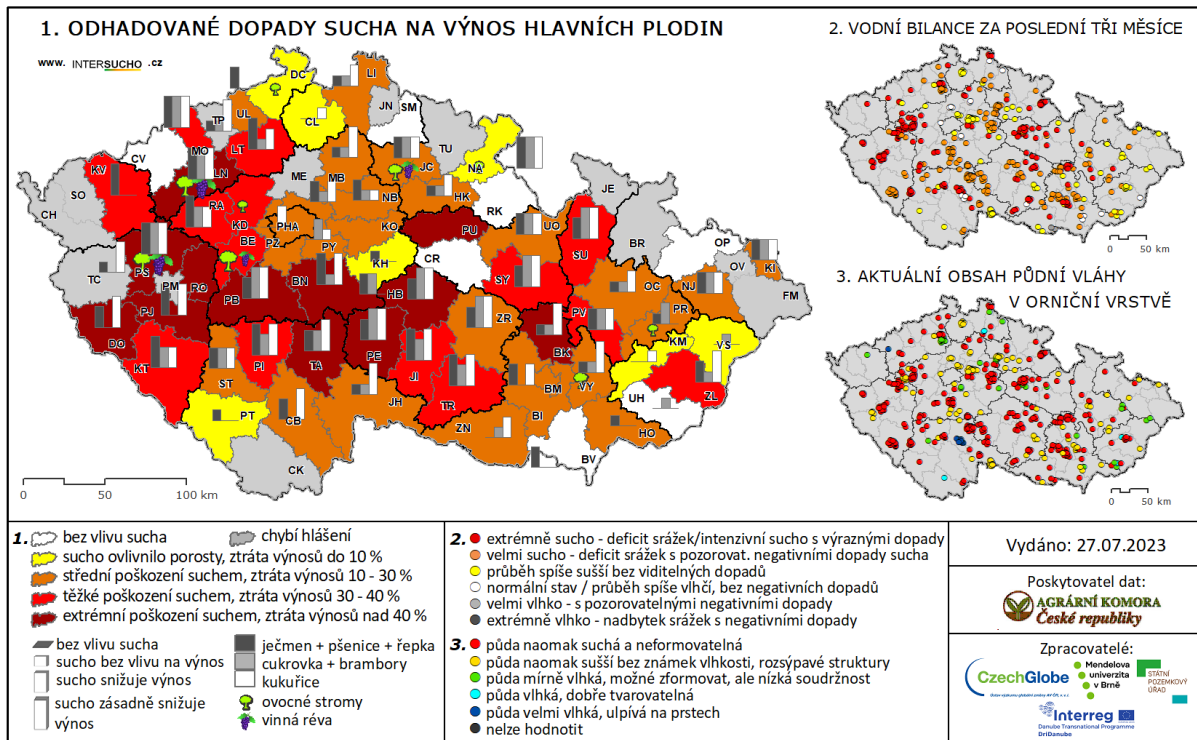 1. ODHADOVANÉ DOPADY SUCHA NA VÝNOS HLAVNÍCH PLODIN
www. INTERSUCHO .cz
DC
LI
UL
CL
JN
SM
TP
TU
MO
LT
CV
LN
KV
ME
MB
JC
NA
SO
CH
RA
KD
NB
HK
RK
JE
PHA
BE
PZ
PY
KO
PU
UO
SU
BR
OP
OV
KI
TC
PS
PM
RO
KH
CR
SY
FM
PJ
PB
BN
HB
ZR
OC
NJ
PR
PV
DO
KT
PI
TA
PE
JI
BK
KM
VS
ST
PT
CB
JH
TR
BM
VY
BI
UH
ZL
ZN
HO
BV
CK
0 50 100 km
2. VODNÍ BILANCE ZA POSLEDNÍ TŘI MĚSÍCE
0 50 km
3. AKTUÁLNÍ OBSAH PŮDNÍ VLÁHY
V ORNIČNÍ VRSTVĚ
0 50 km
1. bez vlivu sucha
chybí hlášení
sucho ovlivnilo porosty, ztráta výnosů do 10 %
střední poškození suchem, ztráta výnosů 10 - 30 %
těžké poškození suchem, ztráta výnosů 30 - 40 %
extrémní poškození suchem, ztráta výnosů nad 40 %
bez vlivu sucha
sucho bez vlivu na výnos
sucho snižuje výnos
sucho zásadně snižuje
výnos
ječmen + pšenice + řepka
cukrovka + brambory
kukuřice
ovocné stromy
vinná réva
2. extrémně sucho - deficit srážek/intenzivní sucho s výraznými dopady
velmi sucho - deficit srážek s pozorovat. negativními dopady sucha
průběh spíše sušší bez viditelných dopadů
normální stav / průběh spíše vlhčí, bez negativních dopadů
velmi vlhko - s pozorovatelnými negativními dopady
extrémně vlhko - nadbytek srážek s negativními dopady
3. půda naomak suchá a neformovatelná
půda naomak sušší bez známek vlhkosti, rozsýpavé struktury
půda mírně vlhká, možné zformovat, ale nízká soudržnost
půda vlhká, dobře tvarovatelná
půda velmi vlhká, ulpívá na prstech
nelze hodnotit
Vydáno: 27.07.2023
Poskytovatel dat:
AGRÁRNÍ KOMORA
České republiky
Zpracovatelé:
CzechGlobe
Ústav výzkumu globální změny AV ČR, v. v. i.
Mendelova
univerzita
v Brně
STÁTNÍ
POZEMKOVÝ
ÚŘAD
Interreg
Danube Transnational Programme
DriDanube